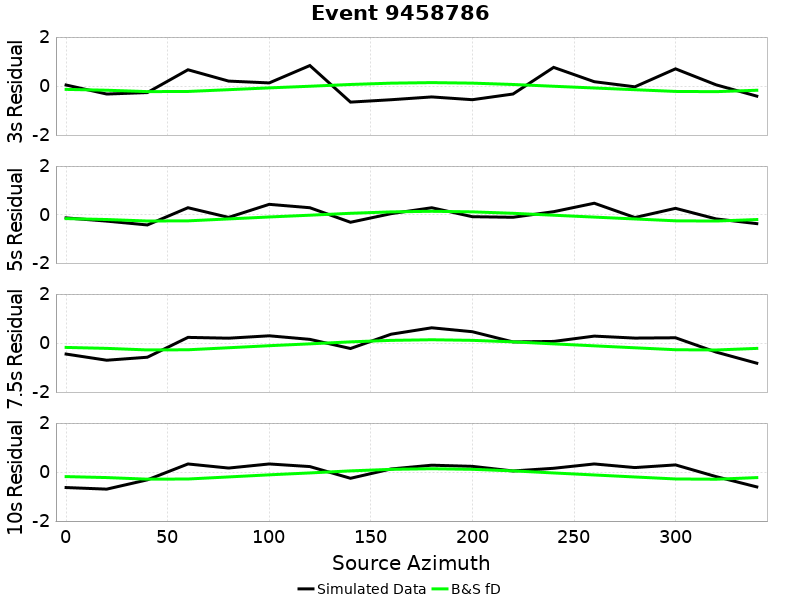 Event 9458786
3s Residual
2
0
-2
5s Residual
2
0
-2
7.5s Residual
2
0
-2
10s Residual
2
0
-2
0 50 100 150 200 250 300
Source Azimuth
Simulated Data B&S fD